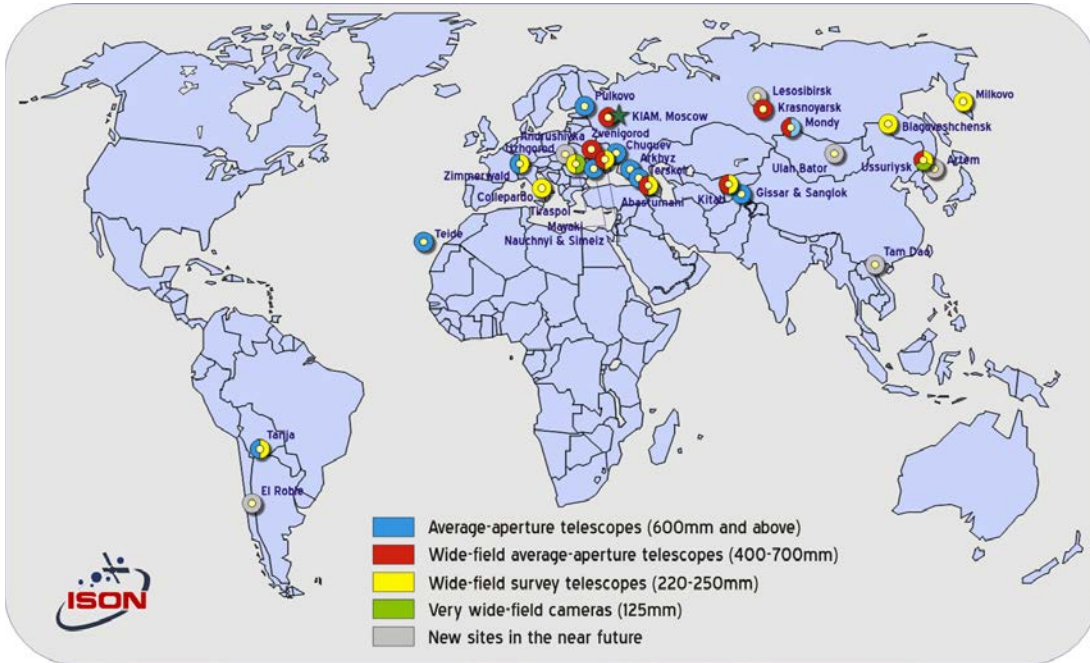 Lesosibirsk
Milkovo
Pulkovo
Krasnoyarsk
KIAM, Moscow
Mondy
Andrushivka
Zvenigorod
Blagoveshchensk
Uzhgorod
Chuguev
Arkhyz
Ulan Bator
Ussuriysk
Artem
Zimmerwald
Terskol
Collepardo
Abastumani
Kitab
Gissar & Sanglok
Tiraspol
Mayaki
Teide
Nauchnyi & Simeiz
Tam Dao
Tarija
El Roble
Average-aperture telescopes (600mm and above)
Wide-field average-aperture telescopes (400-700mm)
Wide-field survey telescopes (220-250mm)
Very wide-field cameras (125mm)
New sites in the near future
ISON